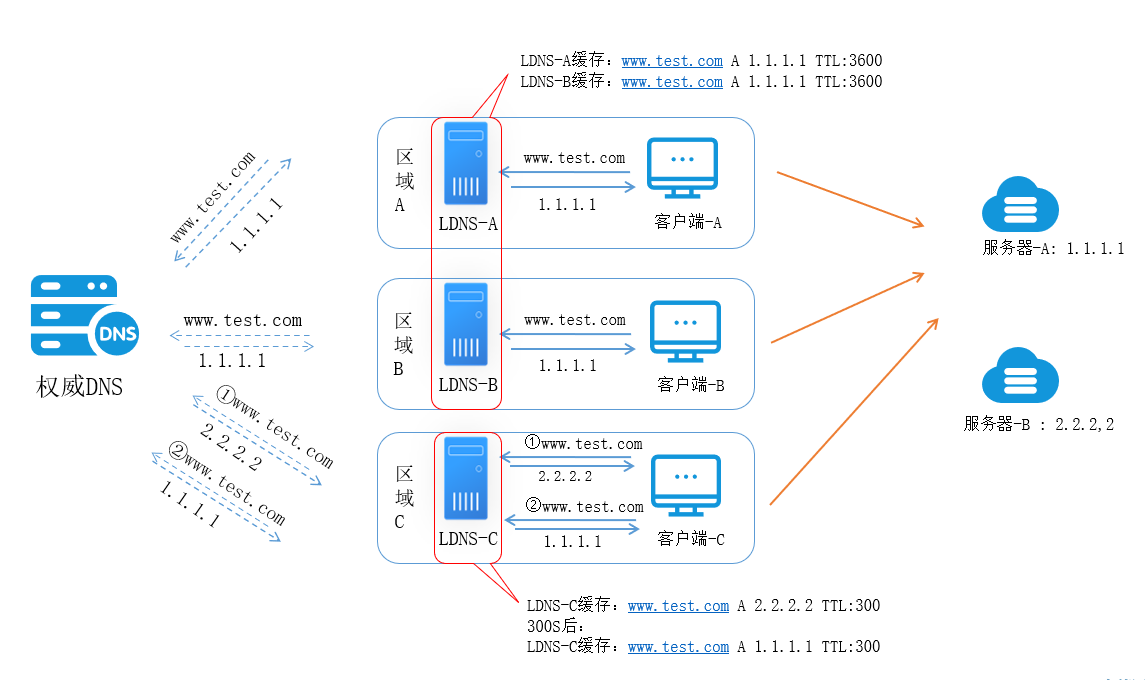 LDNS-A缓存：www.test.com A 1.1.1.1 TTL:3600
LDNS-B缓存：www.test.com A 1.1.1.1 TTL:3600
www.test.com
1.1.1.1
区域A
LDNS-A
www.test.com
1.1.1.1
客户端-A
服务器-A: 1.1.1.1
DNS
权威DNS
www.test.com
1.1.1.1
区域B
LDNS-B
www.test.com
1.1.1.1
客户端-B
服务器-B : 2.2.2,2
①www.test.com
2.2.2.2
②www.test.com
1.1.1.1
区域C
LDNS-C
①www.test.com
2.2.2.2
②www.test.com
1.1.1.1
客户端-C
LDNS-C缓存：www.test.com A 2.2.2.2 TTL:300
300S后：
LDNS-C缓存：www.test.com A 1.1.1.1 TTL:300